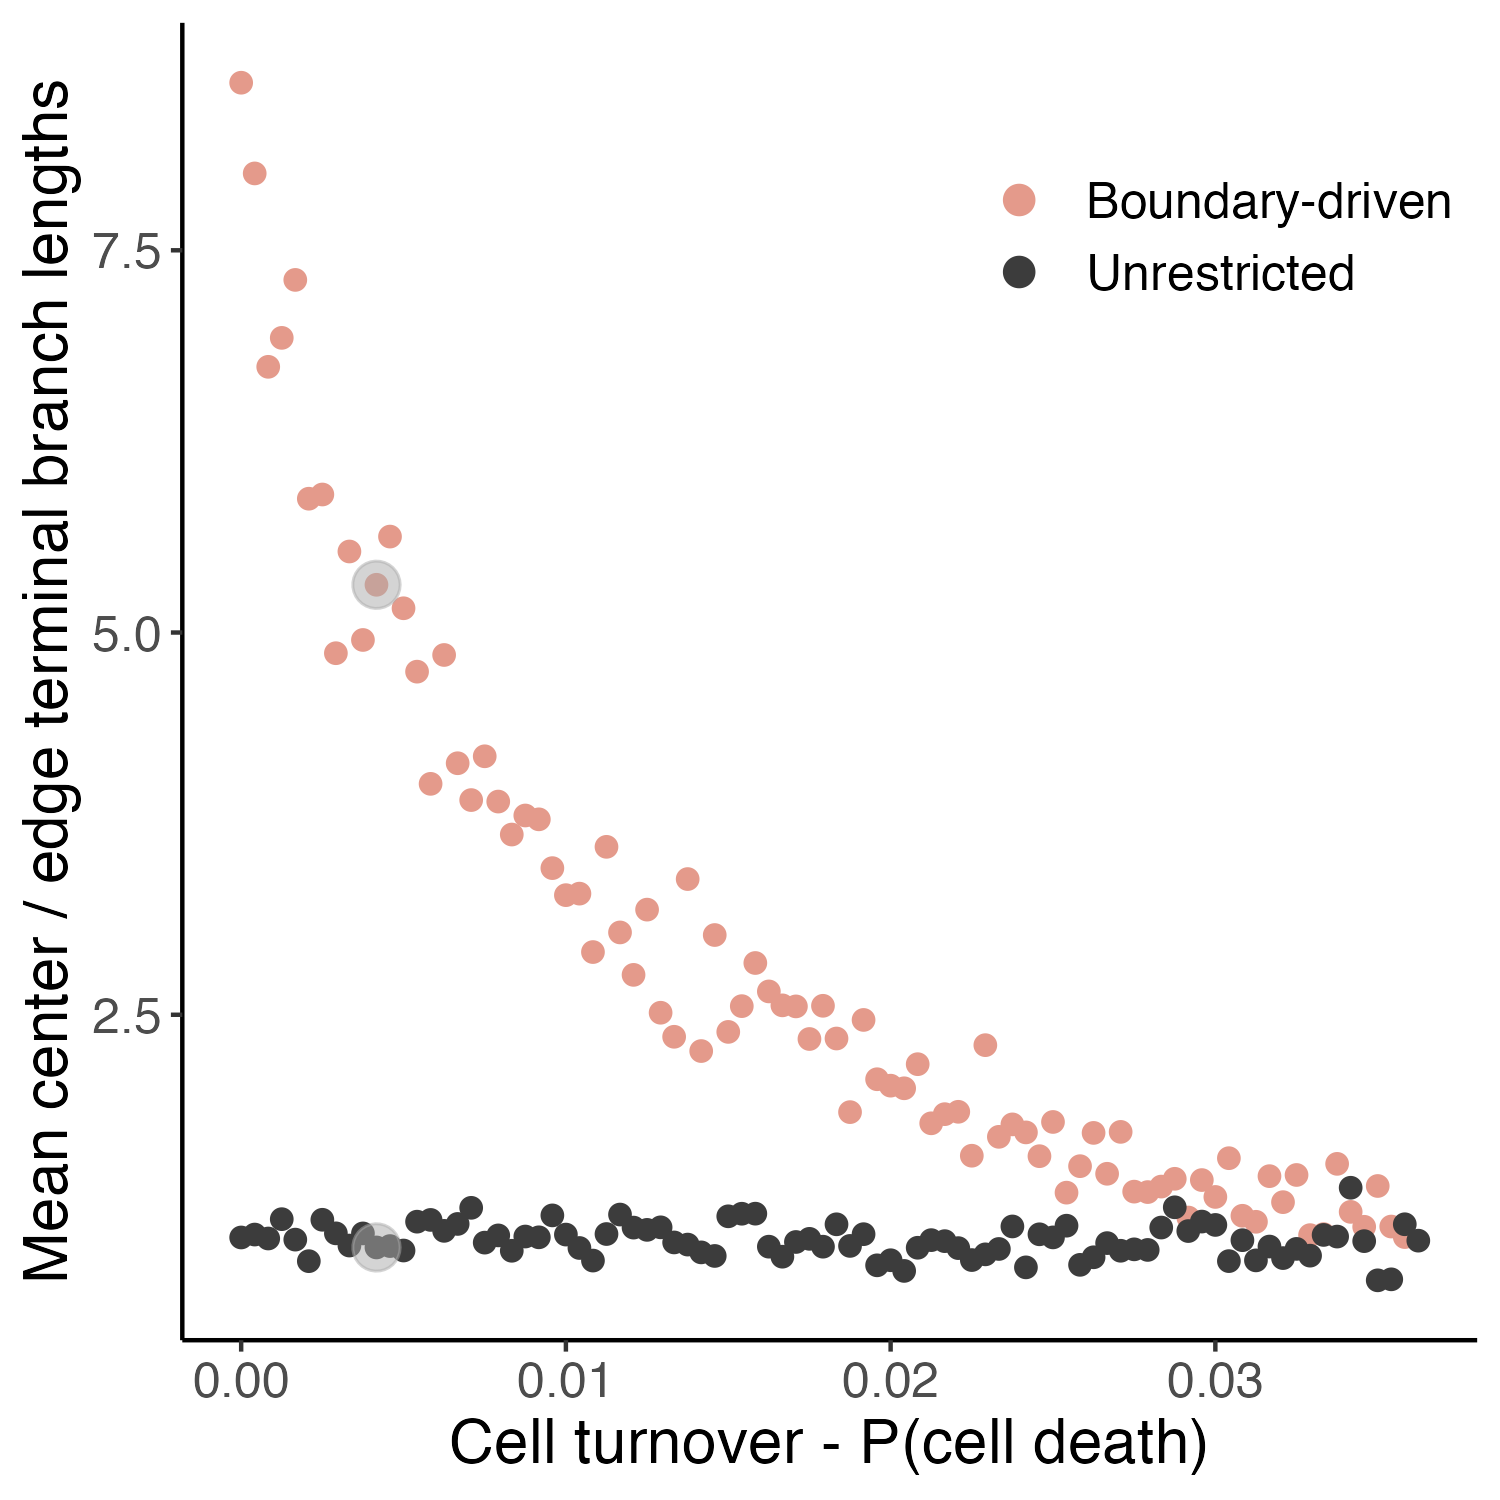 Mean center / edge terminal branch lengths
7.5
5.0
2.5
Boundary-driven
Unrestricted
0.00 0.01 0.02 0.03
Cell turnover - P(cell death)